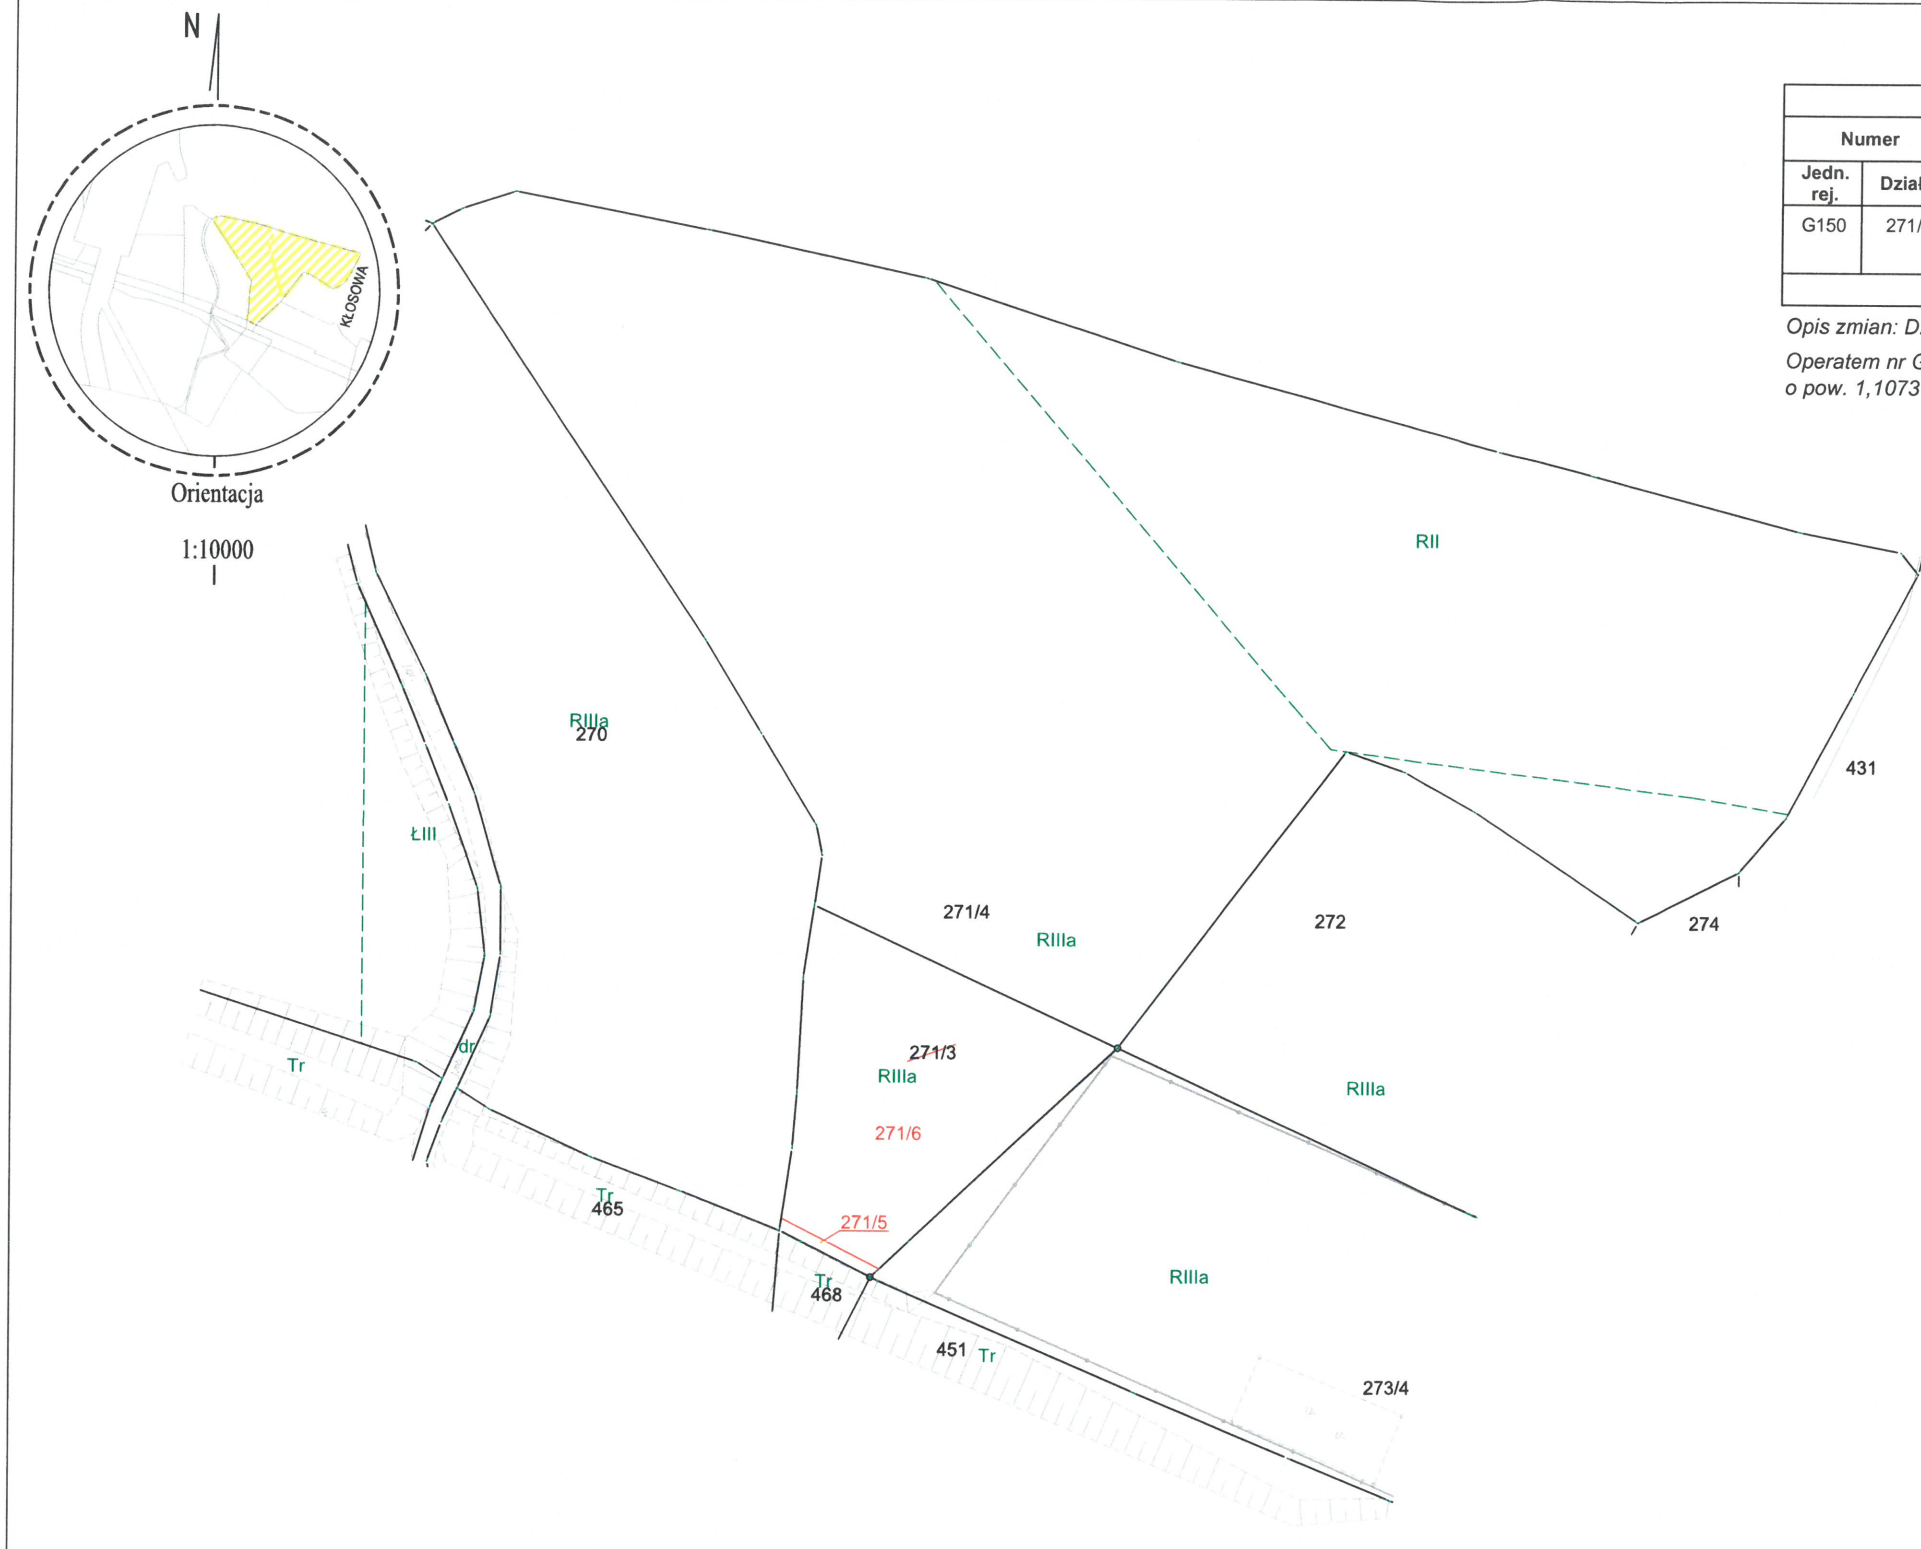 N
KŁOSOWA
Orientacja
1:10000
Numer
Jedn.
rej.
Dział
G150
271/
Opis zmian: D
Operatem nr G
o pow. 1,1073
RII
RIIIa
270
431
ŁIII
271/4
RIIIa
272
274
dr
Tr
271/3
RIIIa
RIIIa
271/6
Tr
465
271/5
Tr
468
RIIIa
451
Tr
273/4